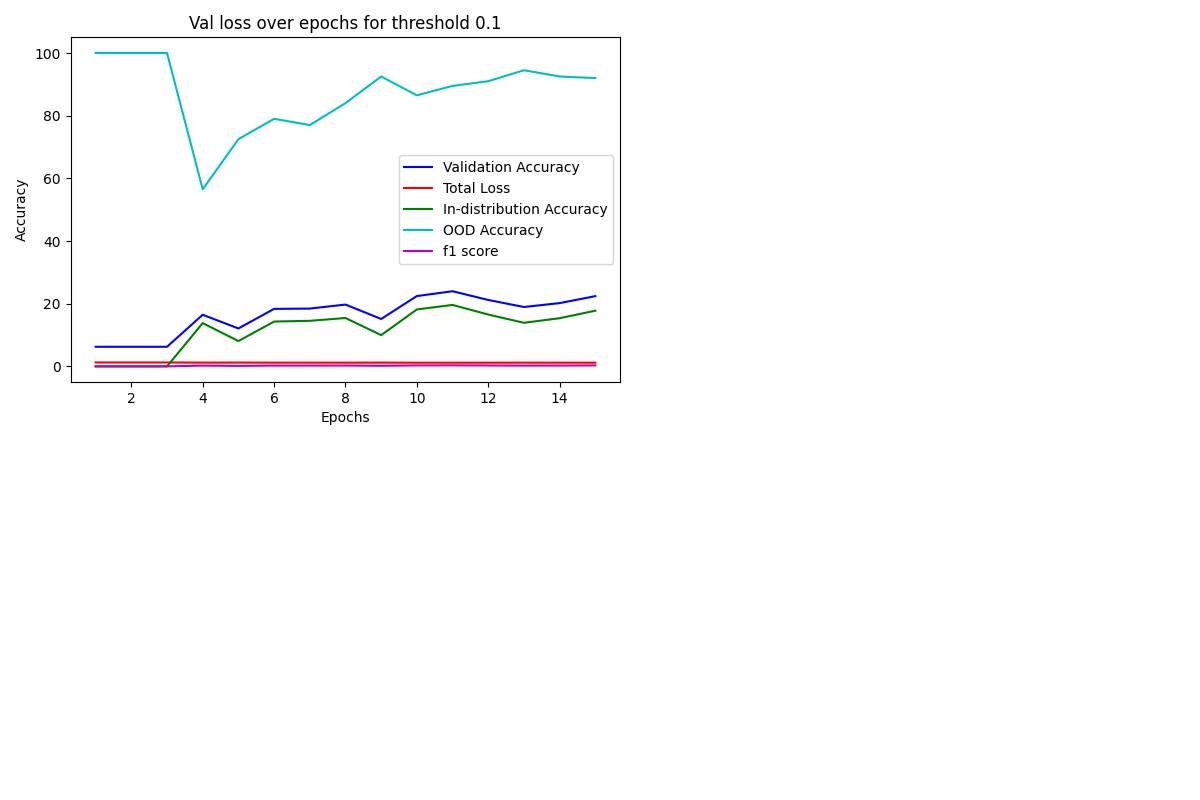 Val loss over epochs for threshold 0.1
100
80
60
40
20
0
Accuracy
Validation Accuracy
Total Loss
In-distribution Accuracy
OOD Accuracy
f1 score
2 4 6 8 10 12 14
Epochs